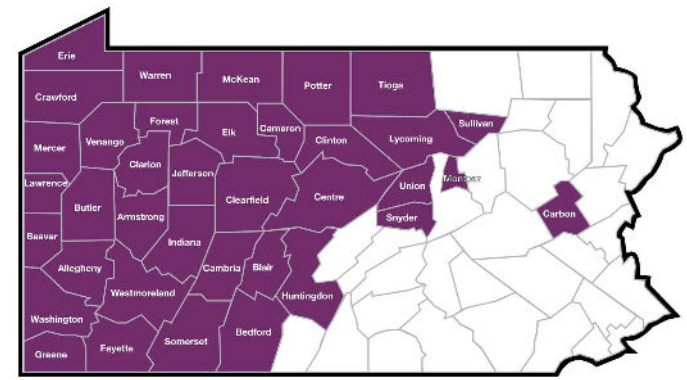 Erie
Warren
McKean
Potter
Tioga
Crawford
Forest
Elk
Cameron
Sullivan
Mercer
Venango
Clarion
Jefferson
Clinton
Lycoming
Lawrence
Butler
Armstrong
Clearfield
Centre
Union
Montour
Snyder
Carbon
Beaver
Indiana
Allegheny
Cambria
Blair
Westmoreland
Huntingdon
Washington
Greene
Fayette
Somerset
Bedford